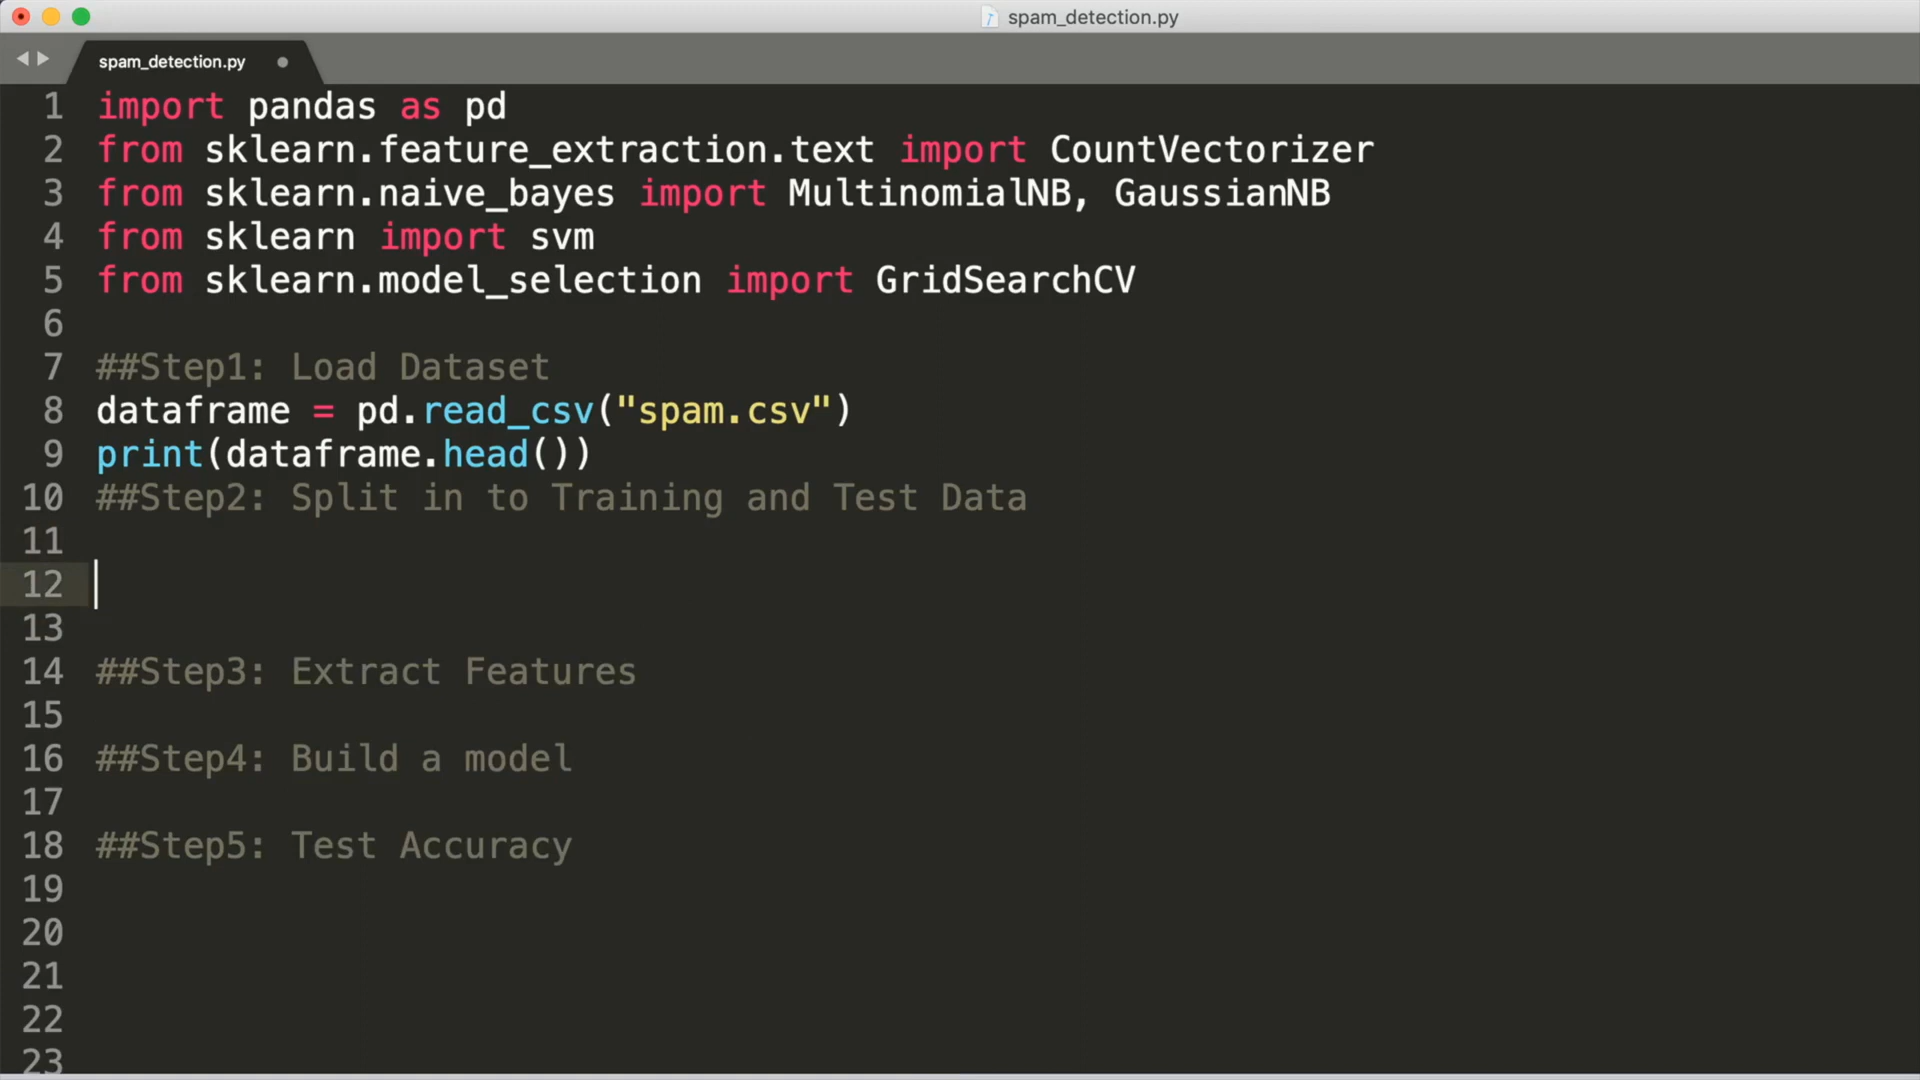 spam_detection.py
spam_detection.py
1 import pandas as pd
2 from sklearn.feature_extraction.text import CountVectorizer
3 from sklearn.naive_bayes import MultinomialNB, GaussianNB
4 from sklearn import svm
5 from sklearn.model_selection import GridSearchCV
6
7 ##Step1: Load Dataset
8 dataframe = pd.read_csv("spam.csv")
9 print(dataframe.head())
10 ##Step2: Split in to Training and Test Data
11
12
13
14 ##Step3: Extract Features
15
16 ##Step4: Build a model
17
18 ##Step5: Test Accuracy
19
20
21
22
23